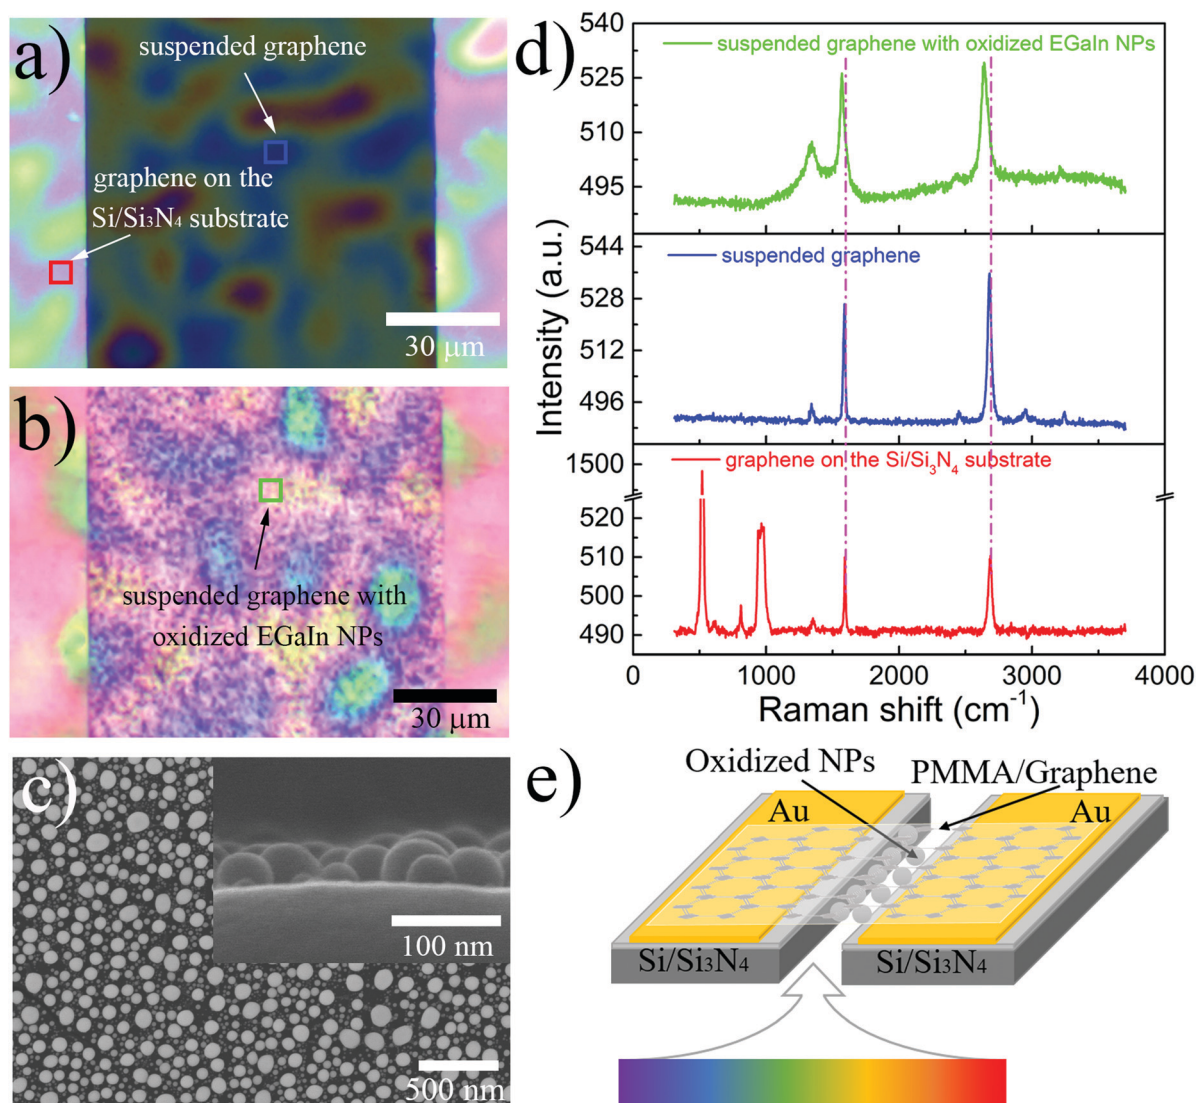 a)
suspended graphene
graphene on the
Si/Si₃N₄ substrate
30 μm
b)
suspended graphene with
oxidized EGaIn NPs
30 μm
c)
100 nm
500 nm
d)
540
525
510
495
suspended graphene with oxidized EGaIn NPs
544
528
512
496
suspended graphene
1500
520
510
490
graphene on the Si/Si₃N₄ substrate
Intensity (a.u.)
0
1000
2000
3000
4000
Raman shift (cm⁻¹)
e)
Oxidized NPs
PMMA/Graphene
Au
Au
Si/Si₃N₄
Si/Si₃N₄